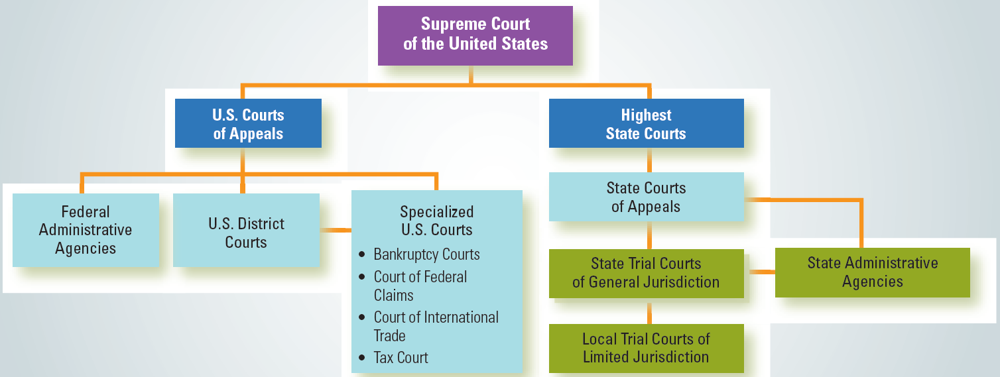 Supreme Court
of the United States
U.S. Courts
of Appeals
Highest
State Courts
Federal
Administrative
Agencies
U.S. District
Courts
Specialized
U.S. Courts
• Bankruptcy Courts
• Court of Federal
Claims
• Court of International
Trade
• Tax Court
State Courts
of Appeals
State Trial Courts
of General Jurisdiction
State Administrative
Agencies
Local Trial Courts of
Limited Jurisdiction